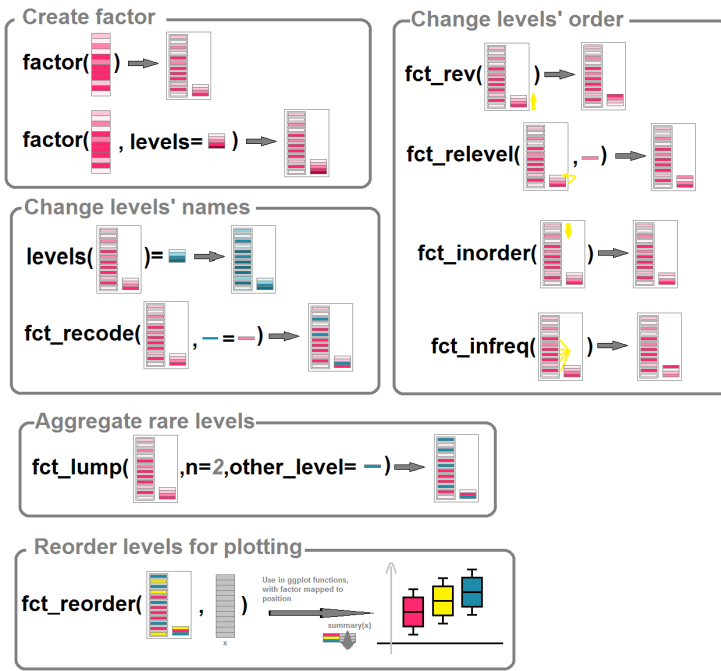 Create factor
factor( )
factor( , levels= )
Change levels' names
levels( )=
fct_recode( , = )
Change levels' order
fct_rev( )
fct_relevel( , )
fct_inorder( )
fct_infreq( )
Aggregate rare levels
fct_lump( ,n=2,other_level= )
Reorder levels for plotting
fct_reorder( , )
x
Use in ggplot functions,
with factor mapped to
position
summary(x)